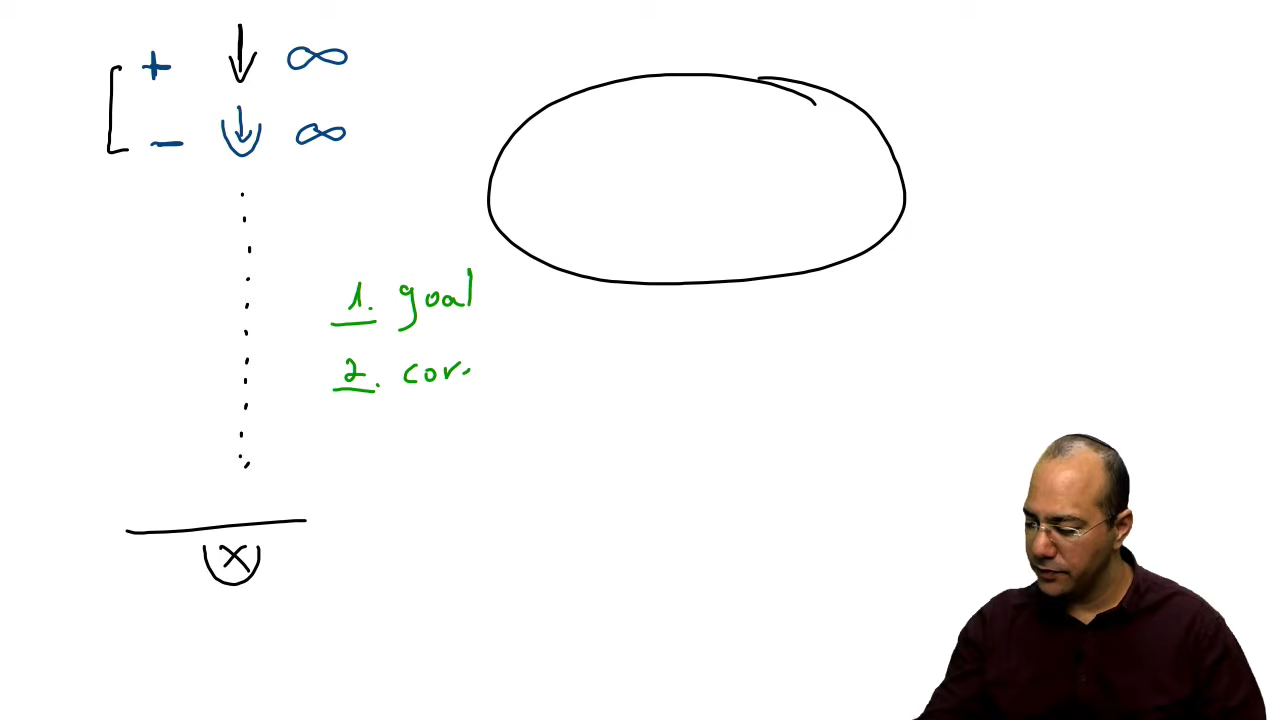 + ↓ ∞
- ↓ ∞
1. goal
2. cor
x